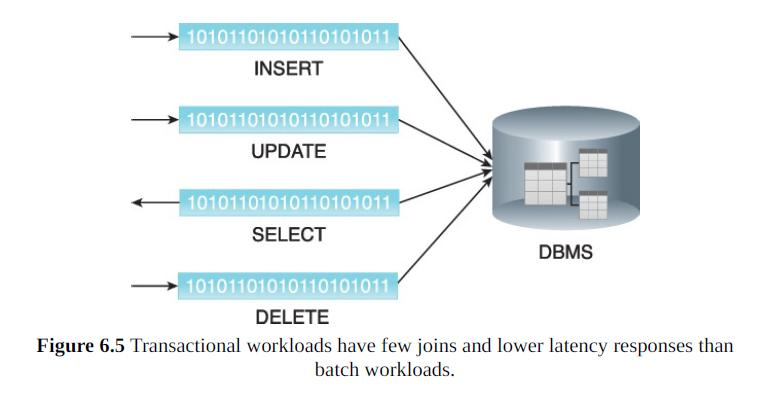 10101101010110101011
INSERT
10101101010110101011
UPDATE
10101101010110101011
SELECT
10101101010110101011
DELETE
DBMS
Figure 6.5 Transactional workloads have few joins and lower latency responses than
batch workloads.